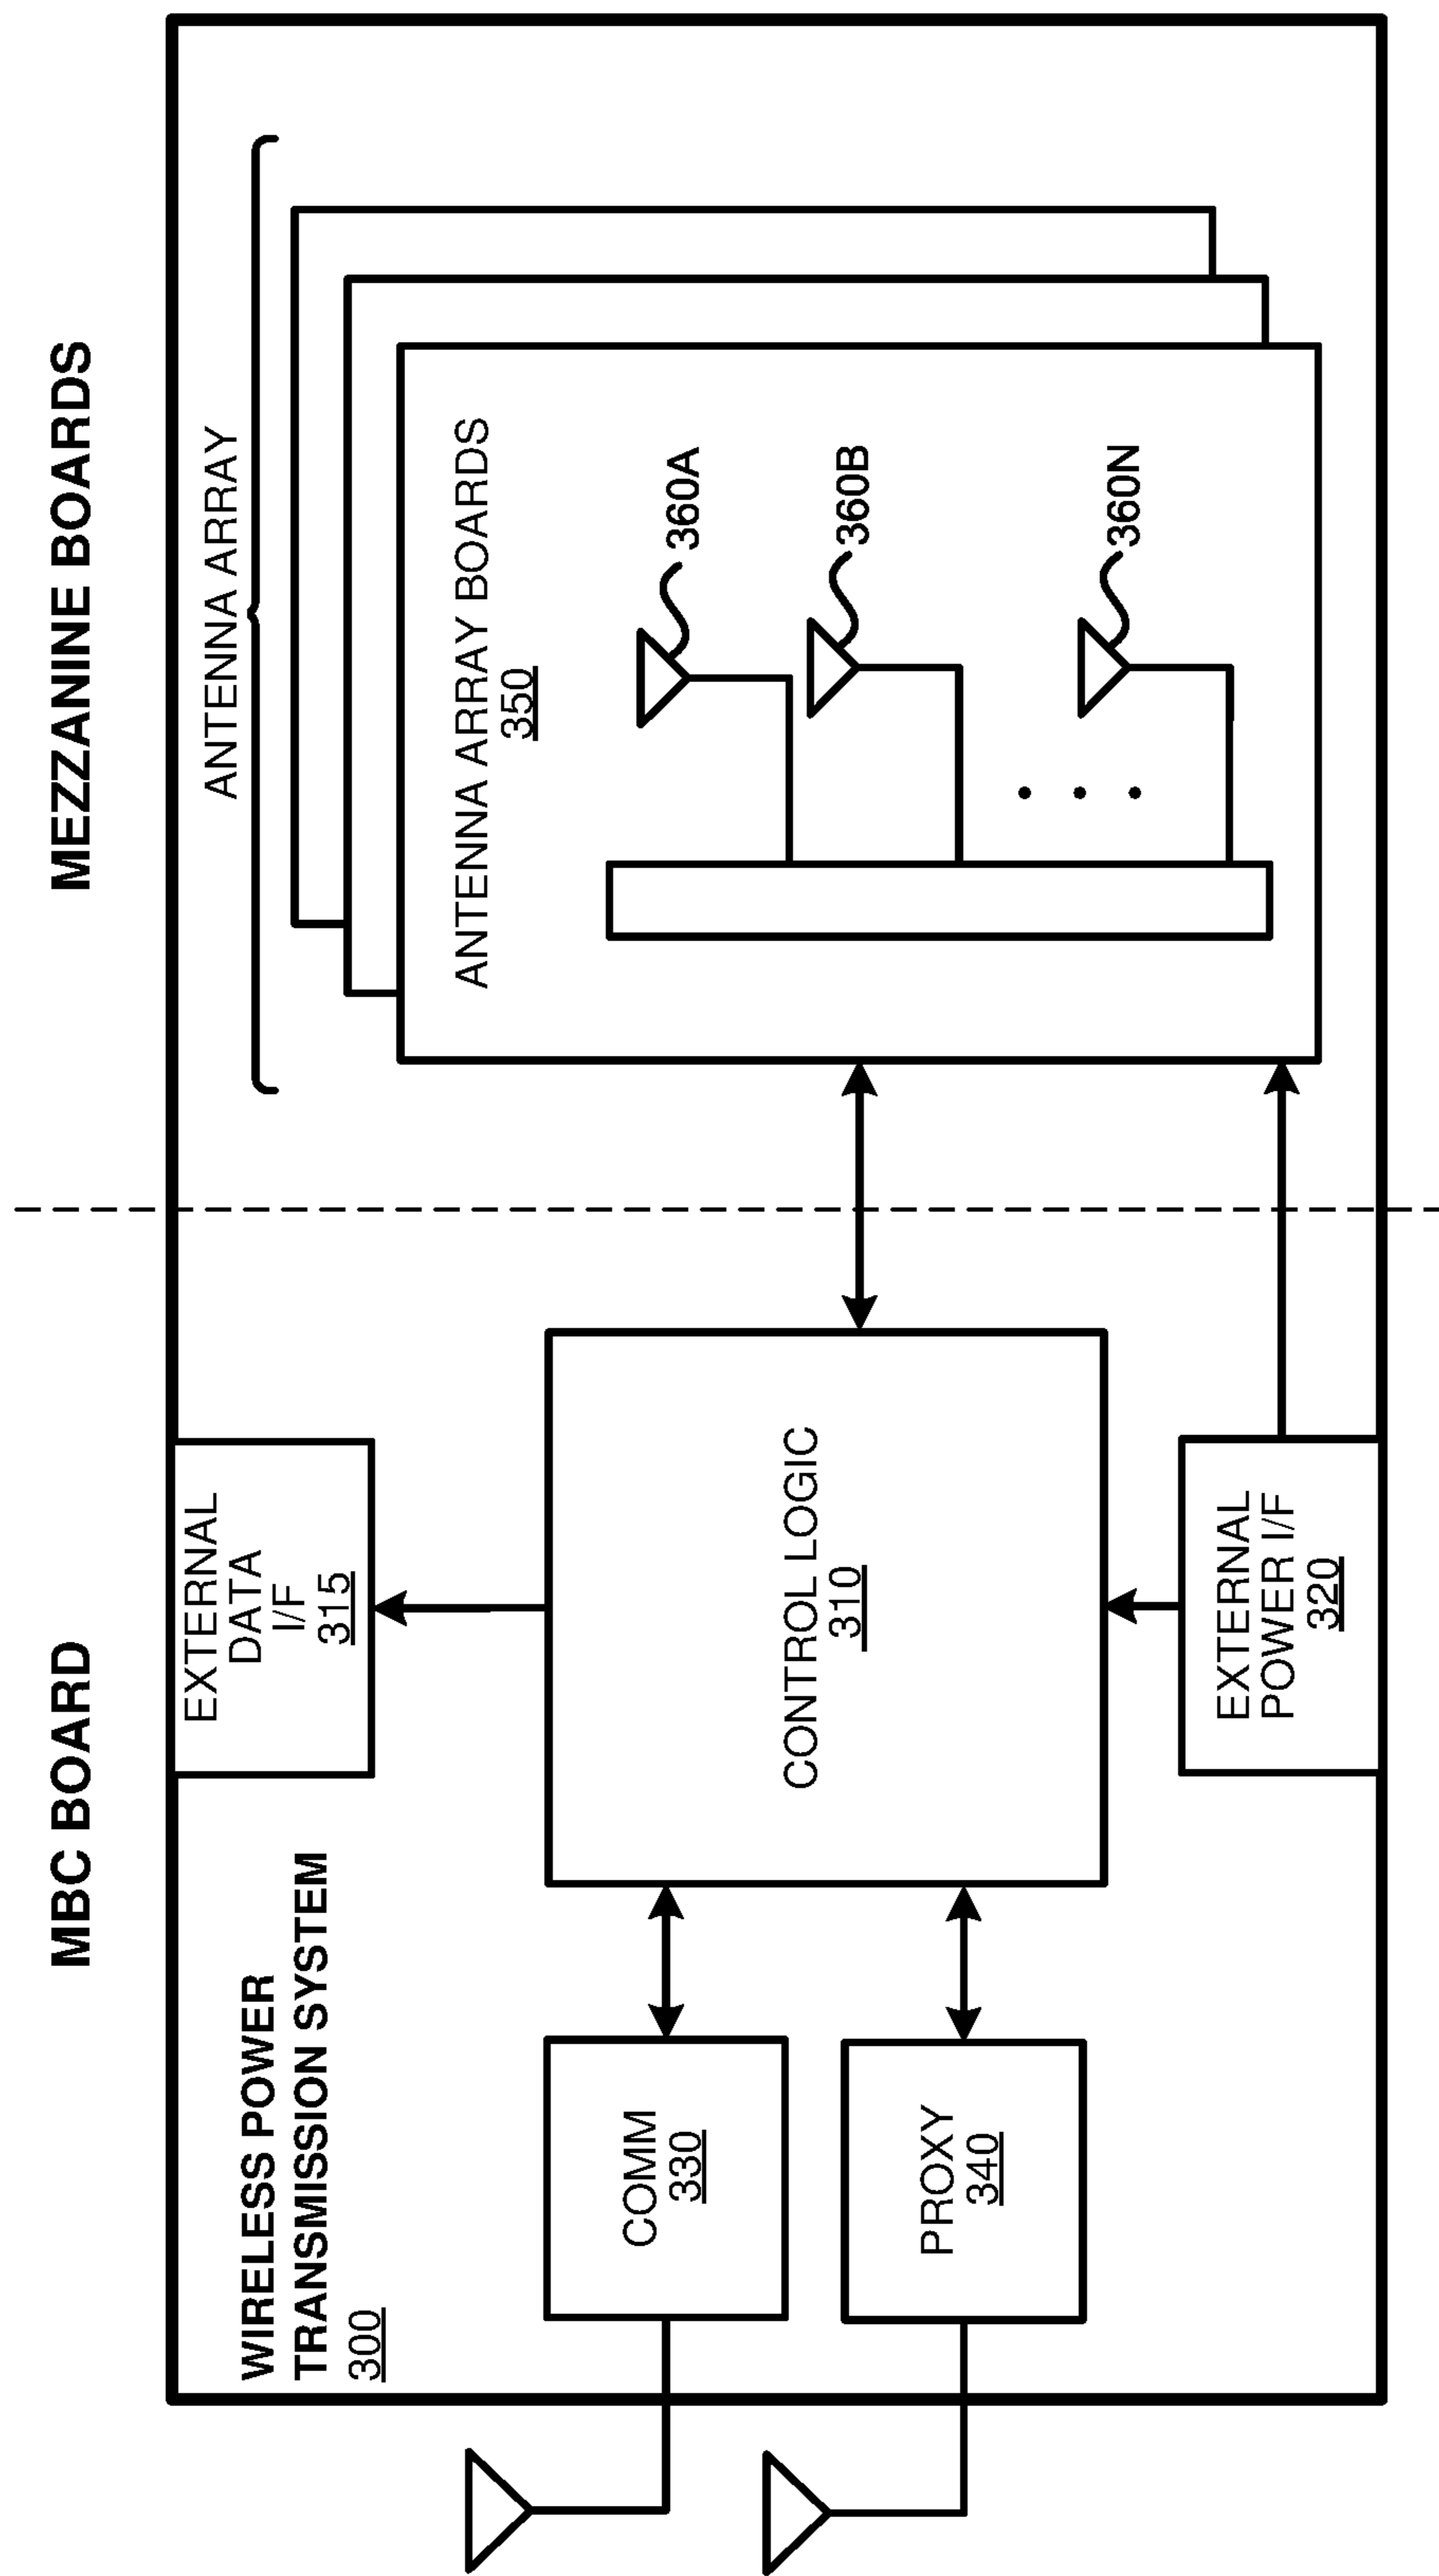 MBC BOARD
MEZZANINE BOARDS
WIRELESS POWER
TRANSMISSION SYSTEM
300
EXTERNAL
DATA
I/F
315
ANTENNA ARRAY
COMM
330
PROXY
340
CONTROL LOGIC
310
EXTERNAL
POWER I/F
320
ANTENNA ARRAY BOARDS
350
360A
360B
360N